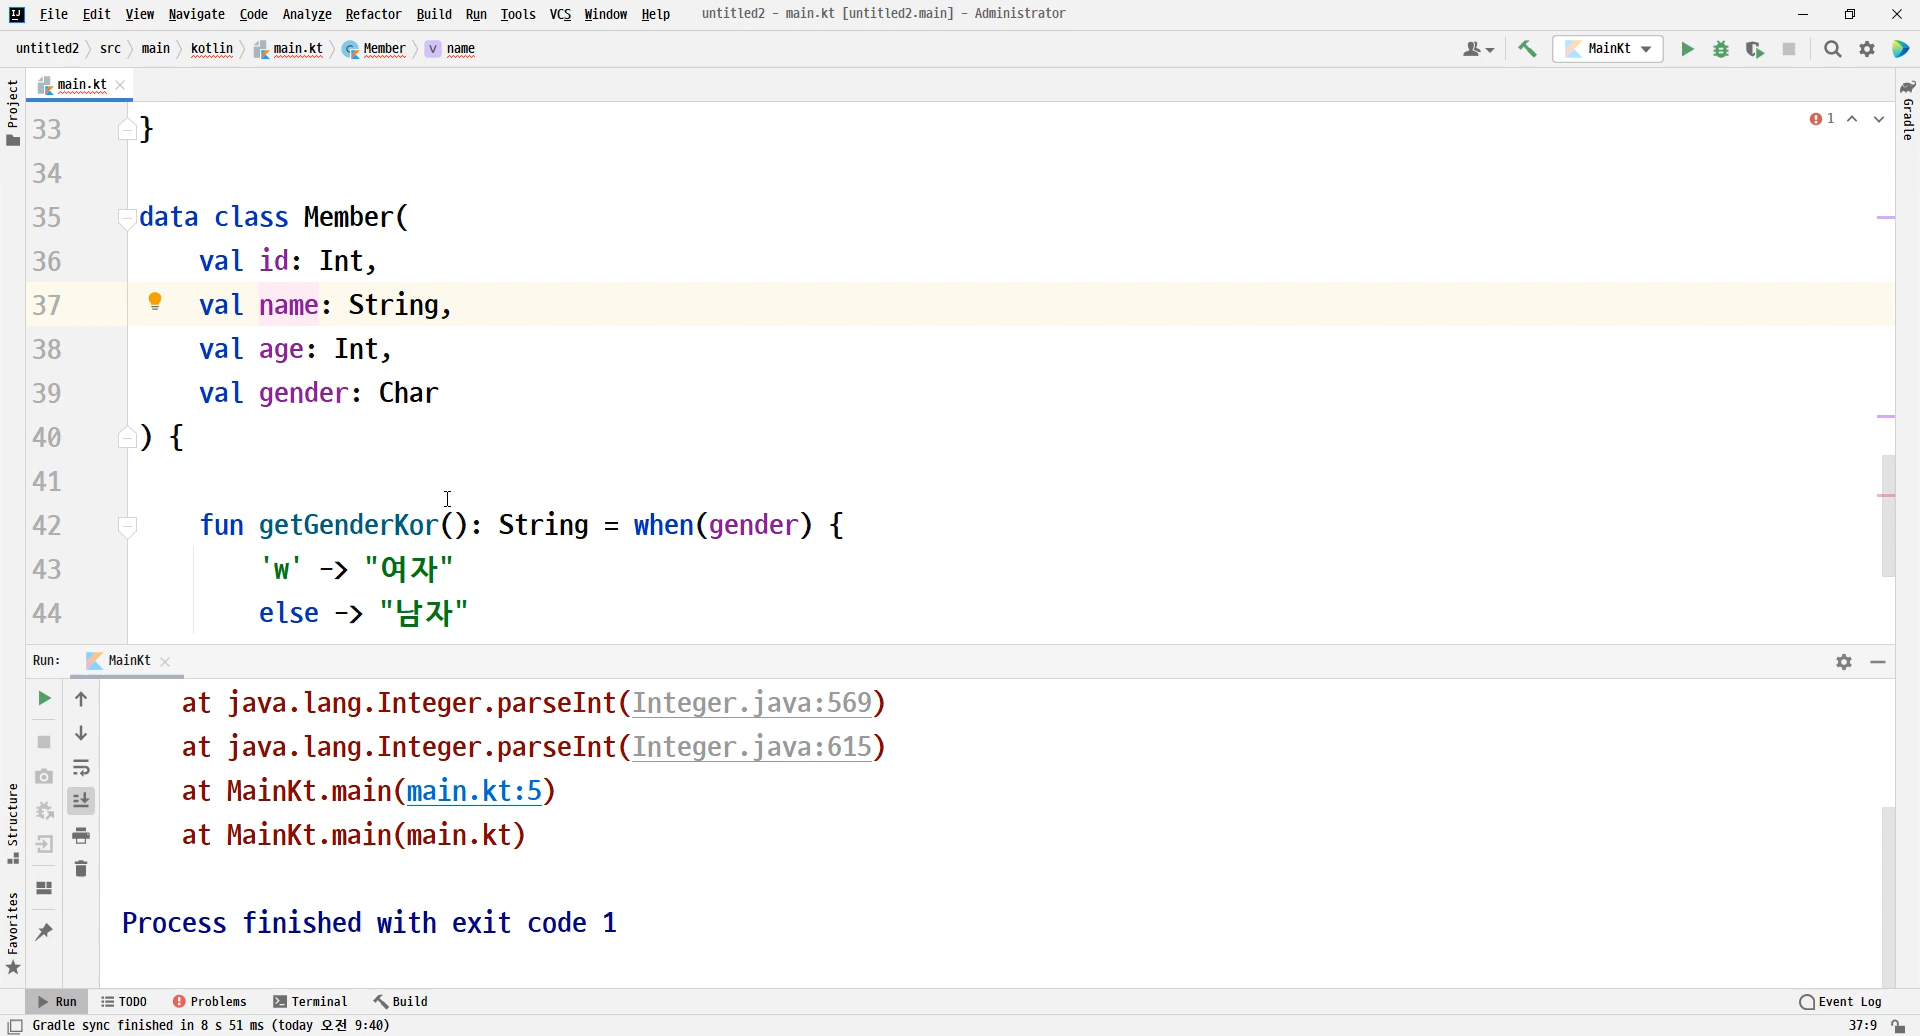 File Edit View Navigate Code Analyze Refactor Build Run Tools VCS Window Help untitled2 - main.kt [untitled2.main] - Administrator
untitled2 src main kotlin main.kt Member name MainKt
Project
main.kt
Gradle
1
33 }
34
35 data class Member(
36 val id: Int,
37 val name: String,
38 val age: Int,
39 val gender: Char
40 ) {
41
42 fun getGenderKor(): String = when(gender) {
43 'w' -> "여자"
44 else -> "남자"
Run: MainKt
at java.lang.Integer.parseInt(Integer.java:569)
at java.lang.Integer.parseInt(Integer.java:615)
at MainKt.main(main.kt:5)
at MainKt.main(main.kt)
Process finished with exit code 1
Structure
Favorites
Run TODO Problems Terminal Build Event Log
Gradle sync finished in 8 s 51 ms (today 오전 9:40) 37:9